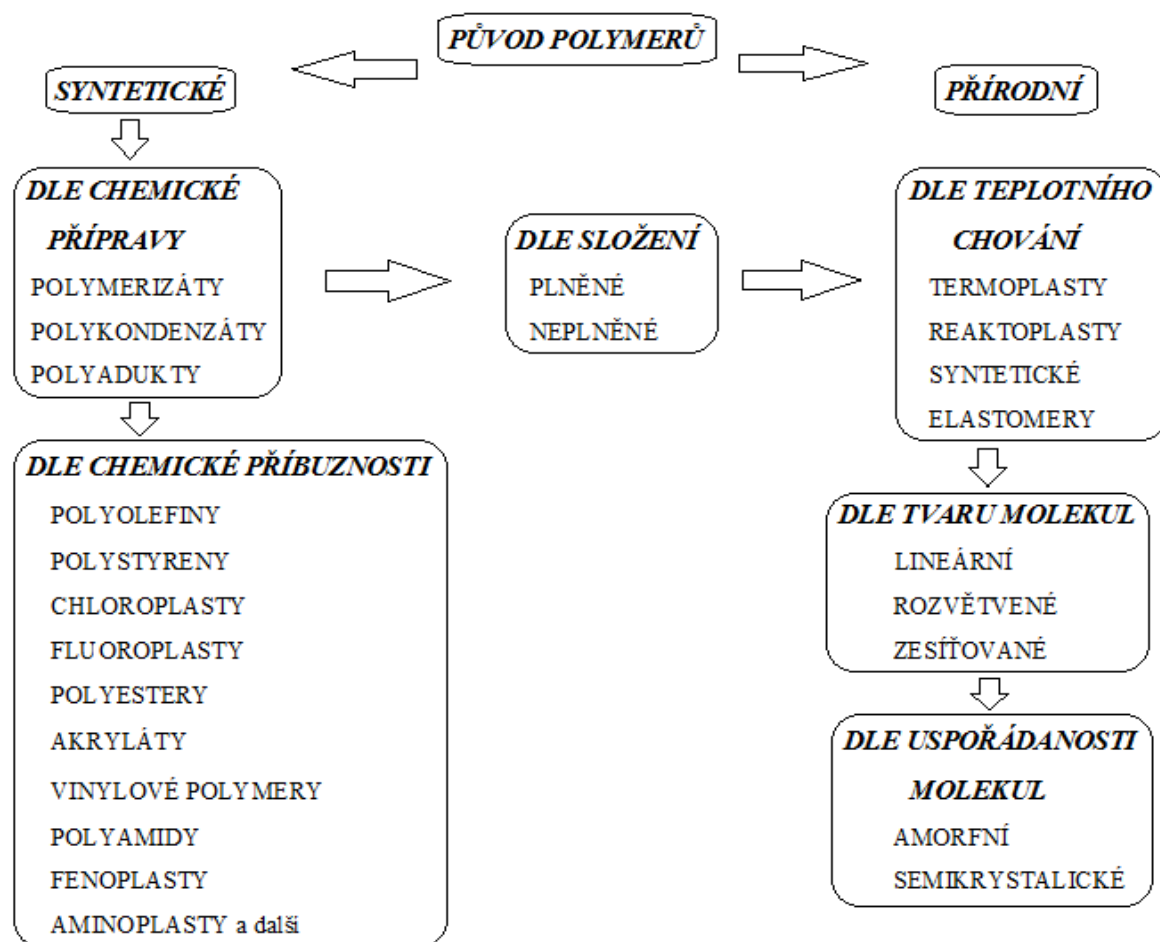 PŮVOD POLYMERŮ
SYNTETICKÉ
PŘÍRODNÍ
DLE CHEMICKÉ
PŘÍPRAVY
POLYMERIZÁTY
POLYKONDENZÁTY
POLYADUKTY
DLE SLOŽENÍ
PLNĚNÉ
NEPLNĚNÉ
DLE TEPLOTNÍHO
CHOVÁNÍ
TERMOPLASTY
REAKTOPLASTY
SYNTETICKÉ
ELASTOMERY
DLE CHEMICKÉ PŘÍBUZNOSTI
POLYOLEFINY
POLYSTYRENY
CHLOROPLASTY
FLUOROPLASTY
POLYESTERY
AKRYLÁTY
VINYLOVÉ POLYMERY
POLYAMIDY
FENOPLASTY
AMINOPLASTY a další
DLE TVARU MOLEKUL
LINEÁRNÍ
ROZVĚTVENÉ
ZESÍŤOVANÉ
DLE USPOŘÁDANOSTI
MOLEKUL
AMORFNÍ
SEMIKRYSTALICKÉ